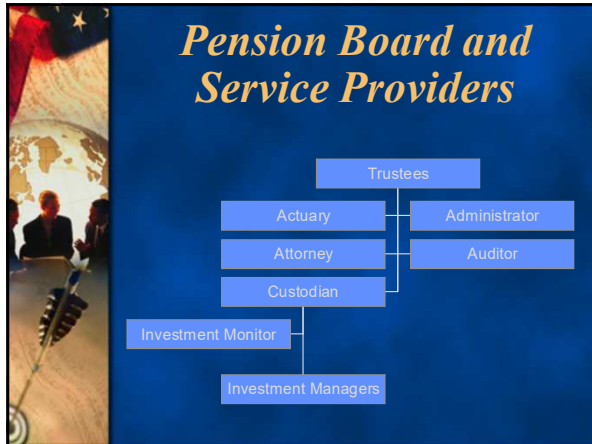 Pension Board and
Service Providers
Trustees
Actuary
Administrator
Attorney
Auditor
Custodian
Investment Monitor
Investment Managers